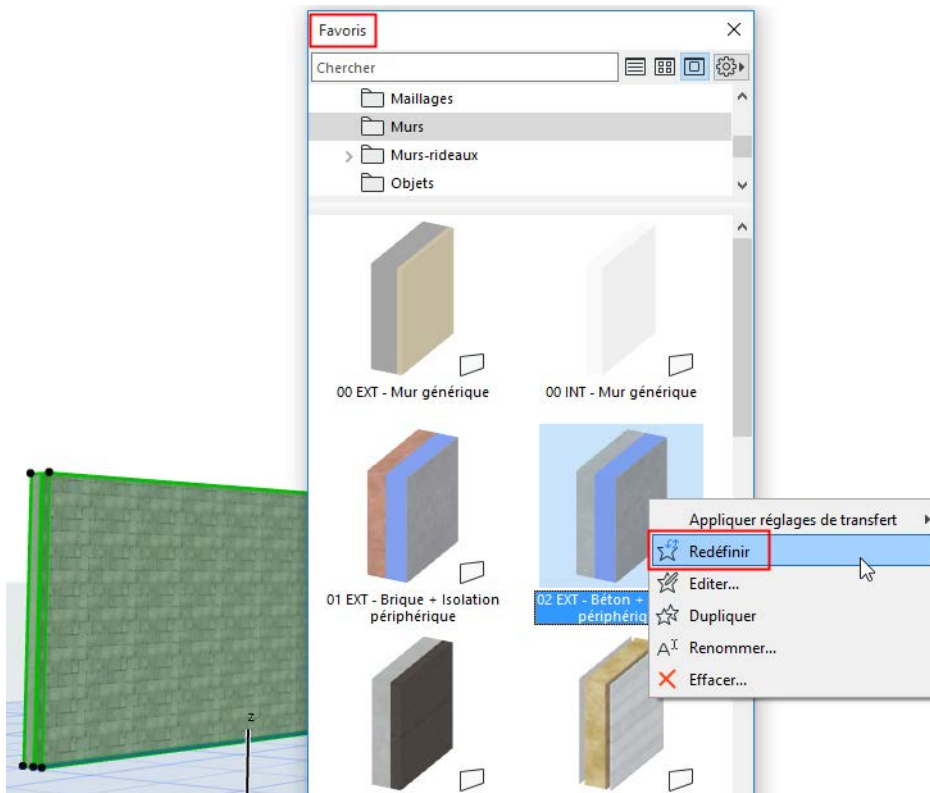 Favoris
Chercher
Maillages
Murs
Murs-rideaux
Objets
00 EXT - Mur générique
00 INT - Mur générique
01 EXT - Brique + Isolation
périphérique
02 EXT - Béton +
Appliquer réglages de transfert
Redéfinir
Editer...
Dupliquer
Renommer...
Effacer...
z